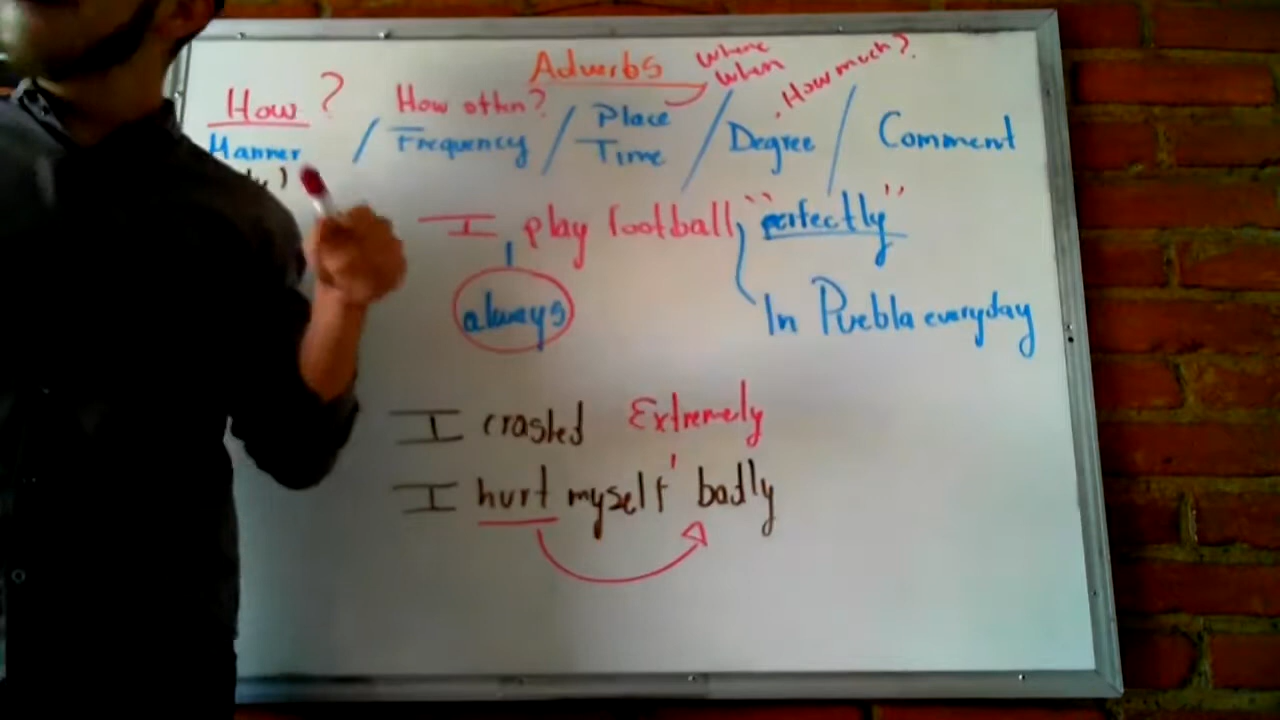 Adverbs
How? How often? Where When How much?
Manner / Frequency / Place Time / Degree / Comment
I play football "perfectly"
always In Puebla everyday
I crashed Extremely
I hurt myself badly